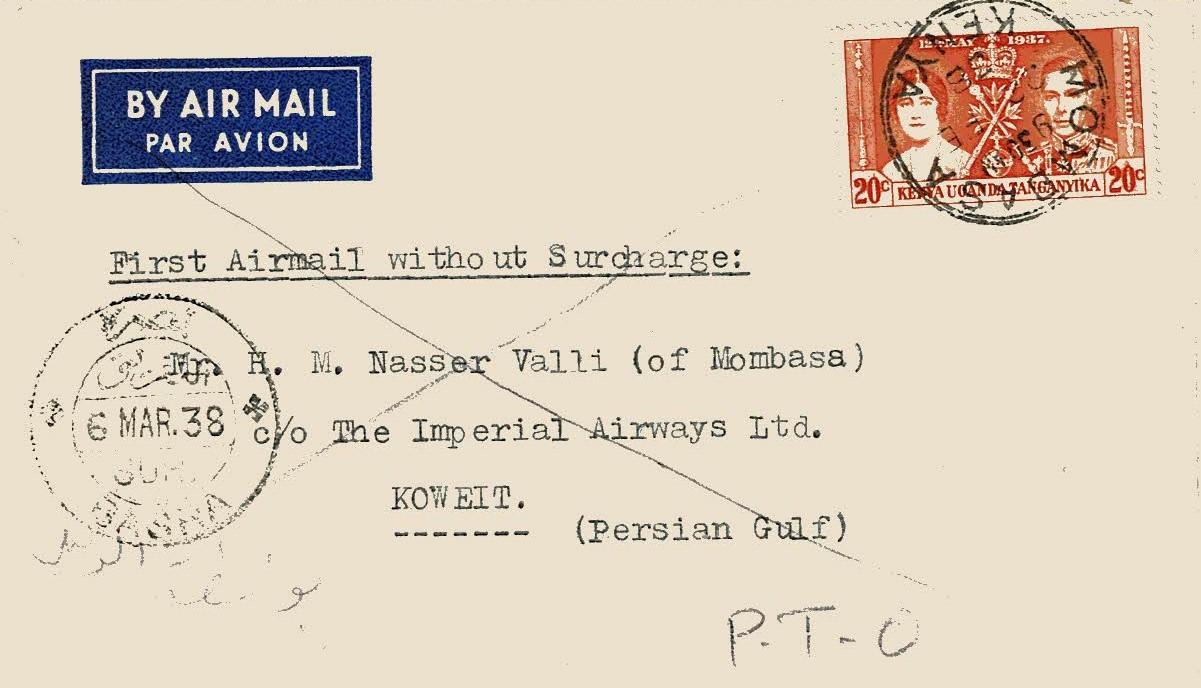 BY AIR MAIL
PAR AVION
12 MAY 1937.
20c KENYA UGANDA TANGANYIKA 20c
MOMBASA
KENYA
First Airmail without Surcharge:
Mr. H. M. Nasser Valli (of Mombasa)
c/o The Imperial Airways Ltd.
KOWEIT.
(Persian Gulf)
6 MAR.38
P.T-O